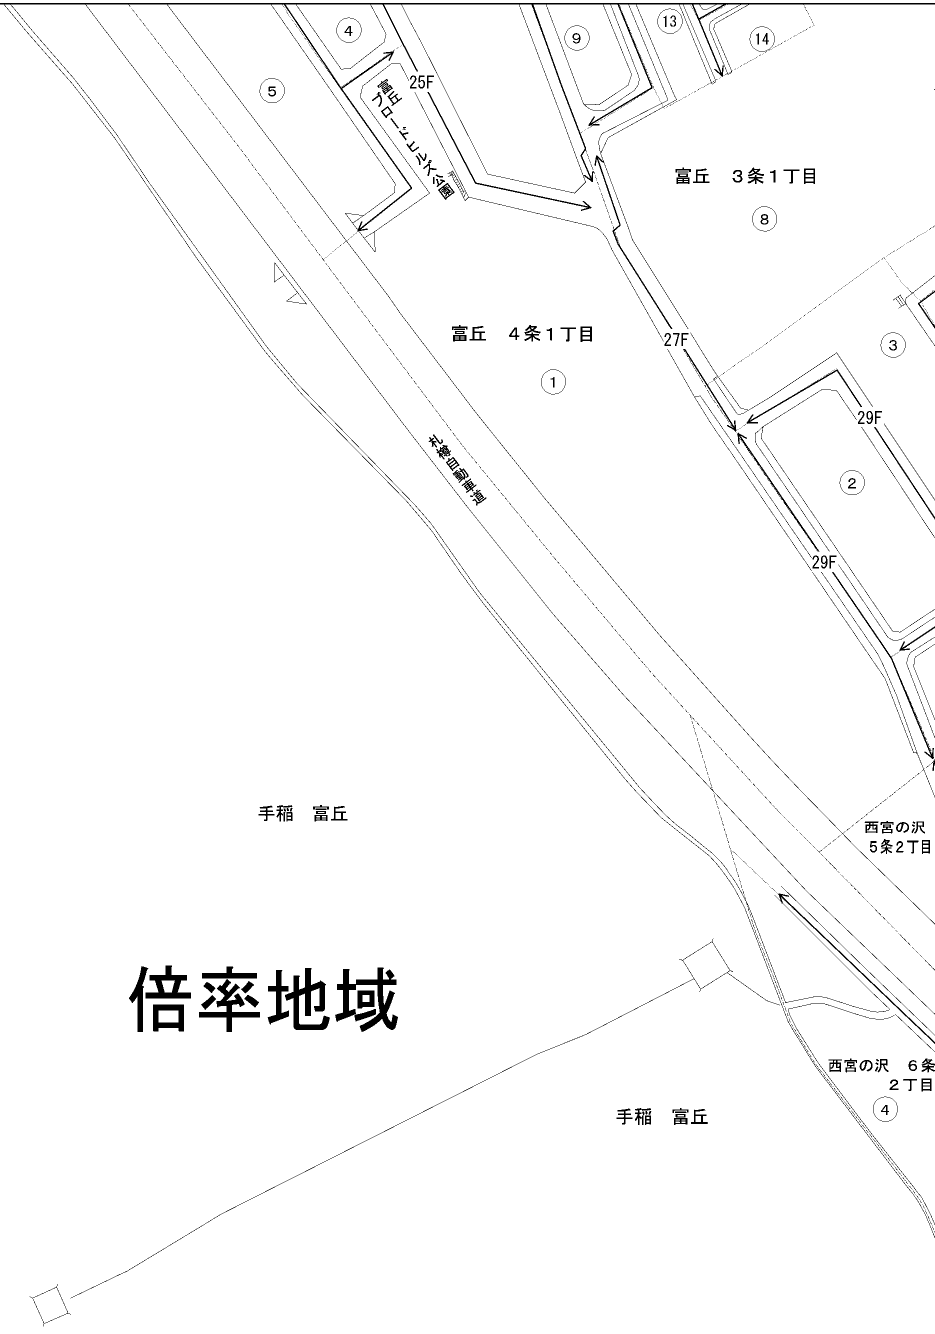 13
4
9
14
25F
5
富丘
ブロードヒルズ公園
富丘　3条1丁目
8
富丘　4条1丁目
27F
3
1
29F
札樽自動車道
2
29F
手稲　富丘
西宮の沢
5条2丁目
倍率地域
西宮の沢　6条
2丁目
手稲　富丘
4